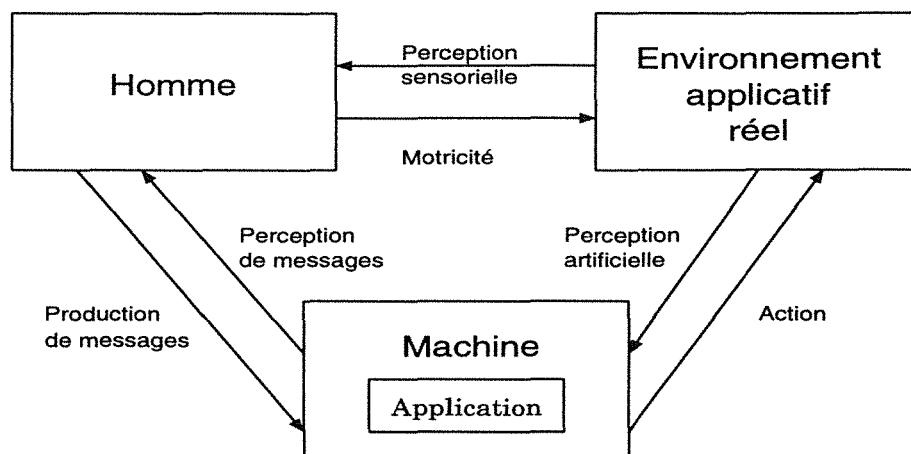 Homme
Perception
sensorielle
Environnement
applicatif
réel
Motricité
Perception
de messages
Perception
artificielle
Production
de messages
Action
Machine
Application